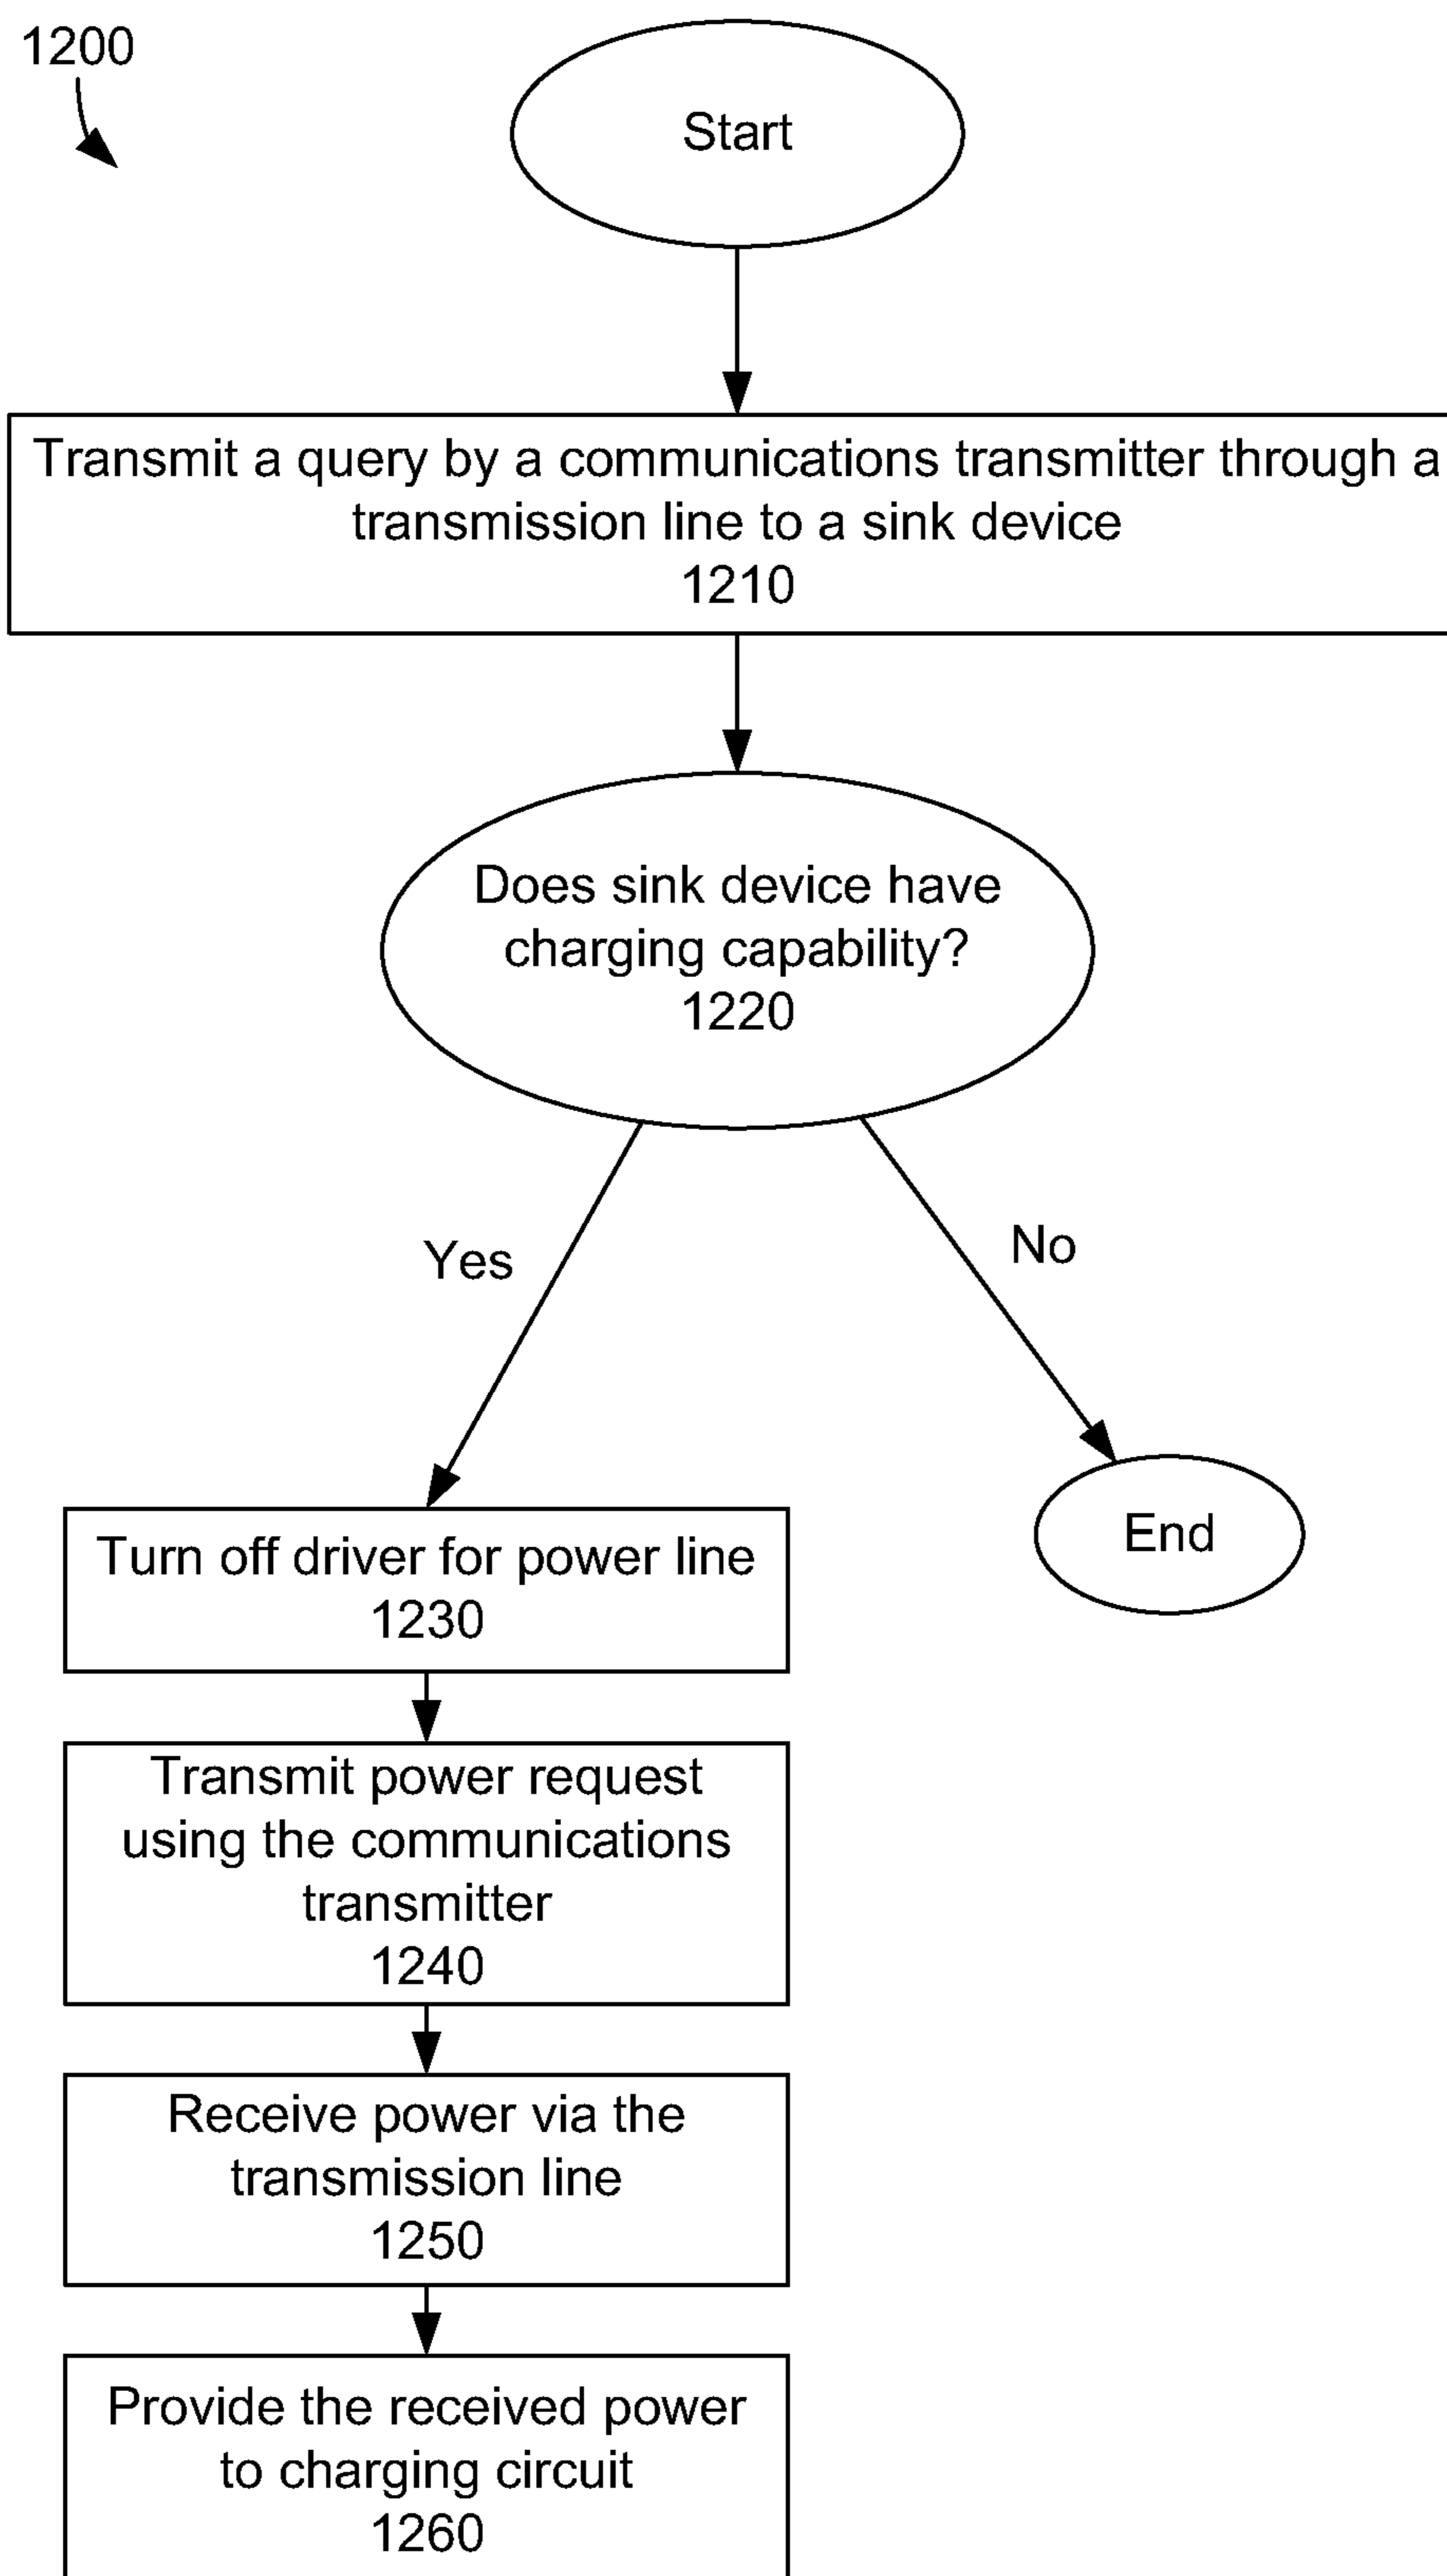 1200
Start
Transmit a query by a communications transmitter through a
transmission line to a sink device
1210
Does sink device have
charging capability?
1220
Yes
No
Turn off driver for power line
1230
End
Transmit power request
using the communications
transmitter
1240
Receive power via the
transmission line
1250
Provide the received power
to charging circuit
1260